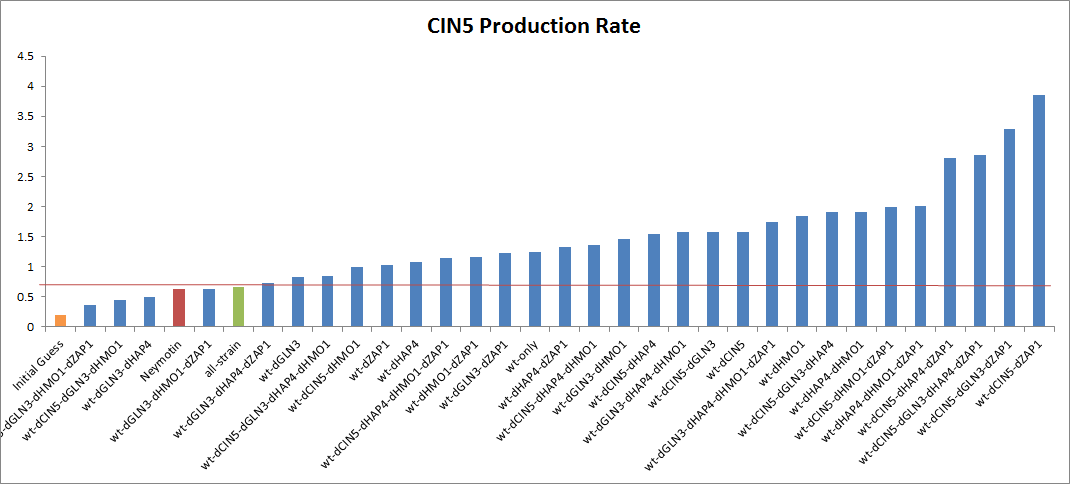 CIN5 Production Rate
4.5
4
3.5
3
2.5
2
1.5
1
0.5
0
Initial Guess
-dGLN3-dHMO1-dZAP1
wt-dCIN5-dGLN3-dHMO1
wt-dGLN3-dHAP4
Neymotin
wt-dGLN3-dHMO1-dZAP1
all-strain
wt-dGLN3-dHAP4-dZAP1
wt-dGLN3
wt-dCIN5-dGLN3-dHAP4-dHMO1
wt-dCIN5-dHMO1
wt-dZAP1
wt-dHAP4
wt-dCIN5-dHAP4-dHMO1-dZAP1
wt-dHMO1-dZAP1
wt-dGLN3-dZAP1
wt-only
wt-dHAP4-dZAP1
wt-dCIN5-dHAP4-dHMO1
wt-dGLN3-dHMO1
wt-dCIN5-dHAP4
wt-dGLN3-dHAP4-dHMO1
wt-dCIN5-dGLN3
wt-dCIN5
wt-dGLN3-dHAP4-dHMO1-dZAP1
wt-dHMO1
wt-dCIN5-dGLN3-dHAP4
wt-dHAP4-dHMO1
wt-dCIN5-dHMO1-dZAP1
wt-dHAP4-dHMO1-dZAP1
wt-dCIN5-dHAP4-dZAP1
wt-dCIN5-dGLN3-dHAP4-dZAP1
wt-dCIN5-dGLN3-dZAP1
wt-dCIN5-dZAP1